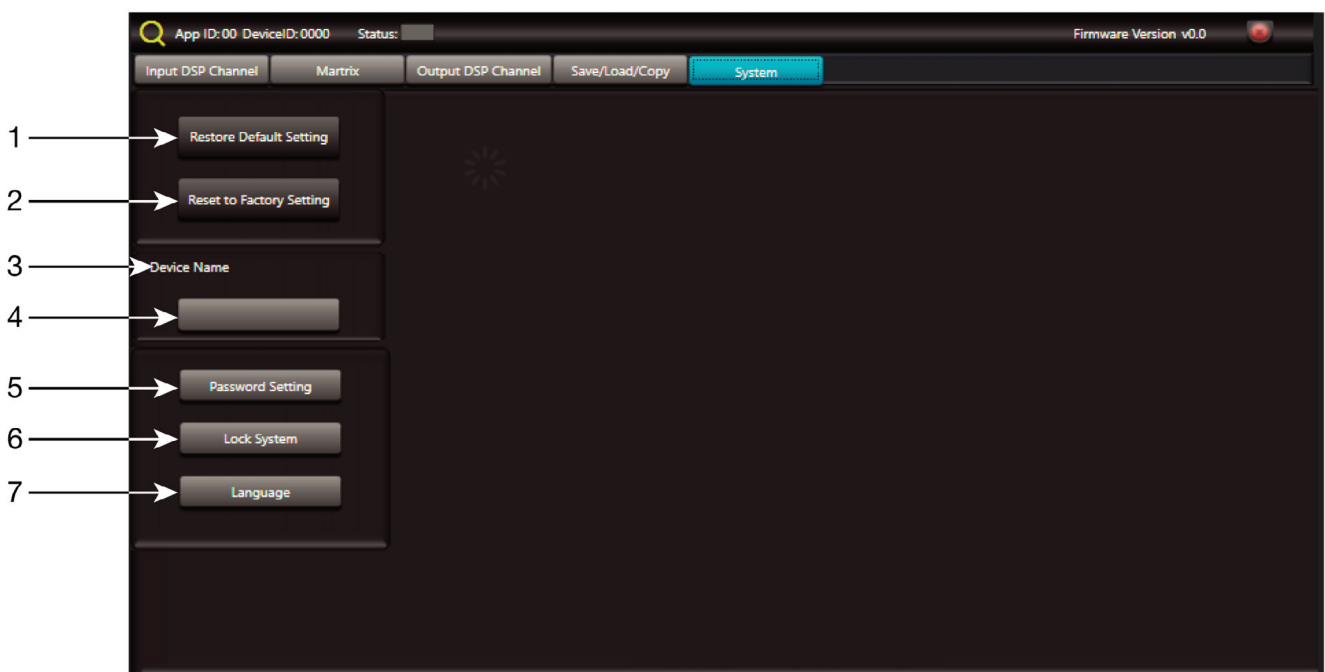 App ID:00 DeviceID:0000 Status: Firmware Version v0.0
Input DSP Channel Martrix Output DSP Channel Save/Load/Copy System
1 Restore Default Setting
2 Reset to Factory Setting
3 Device Name
4
5 Password Setting
6 Lock System
7 Language